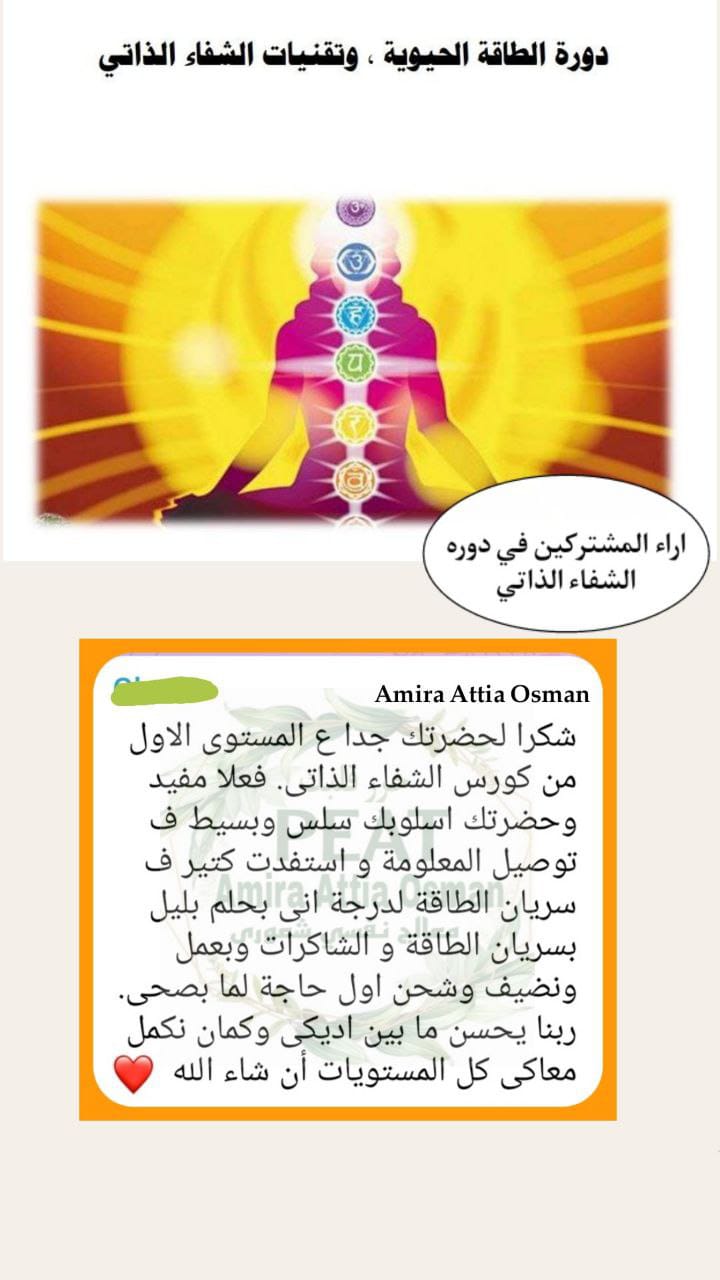 دورة الطاقة الحيوية ، وتقنيات الشفاء الذاتي
اراء المشتركين في دوره
الشفاء الذاتي
Amira Attia Osman
شكرا لحضرتك جدا ع المستوى الاول
من كورس الشفاء الذاتى. فعلا مفيد
وحضرتك اسلوبك سلس وبسيط ف
توصيل المعلومة و استفدت كتير ف
سريان الطاقة لدرجة انى بحلم بليل
بسريان الطاقة و الشاكرات وبعمل
ونضيف وشحن اول حاجة لما بصحى.
ربنا يحسن ما بين اديكى وكمان نكمل
معاكى كل المستويات أن شاء الله ❤️
PEAT
Amira Attia Osman
معالج نفسي شعوري